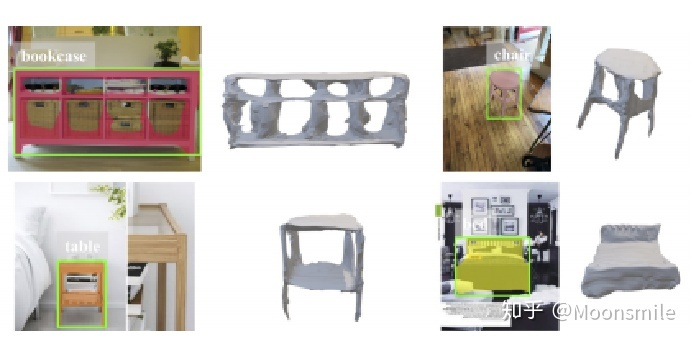 bookcase
chair
table
知乎 @Moonsmile